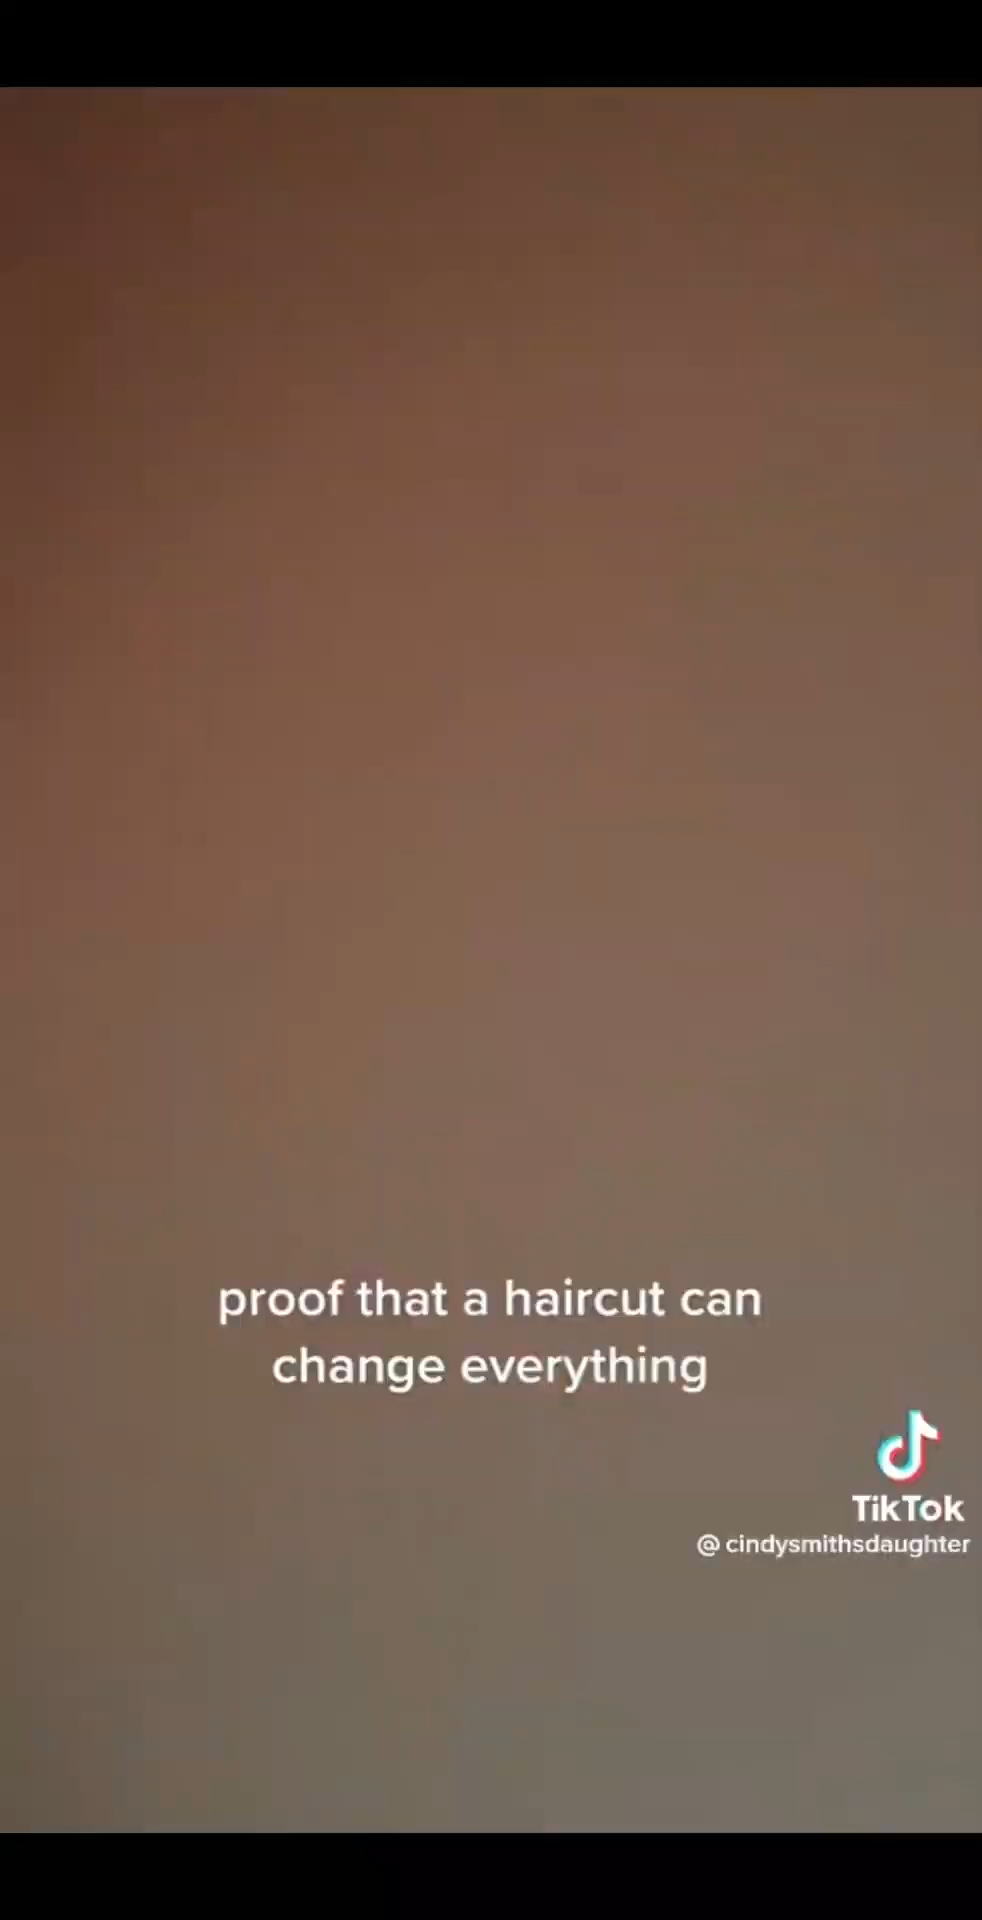 proof that a haircut can
change everything
TikTok
@cindysmithsdaughter